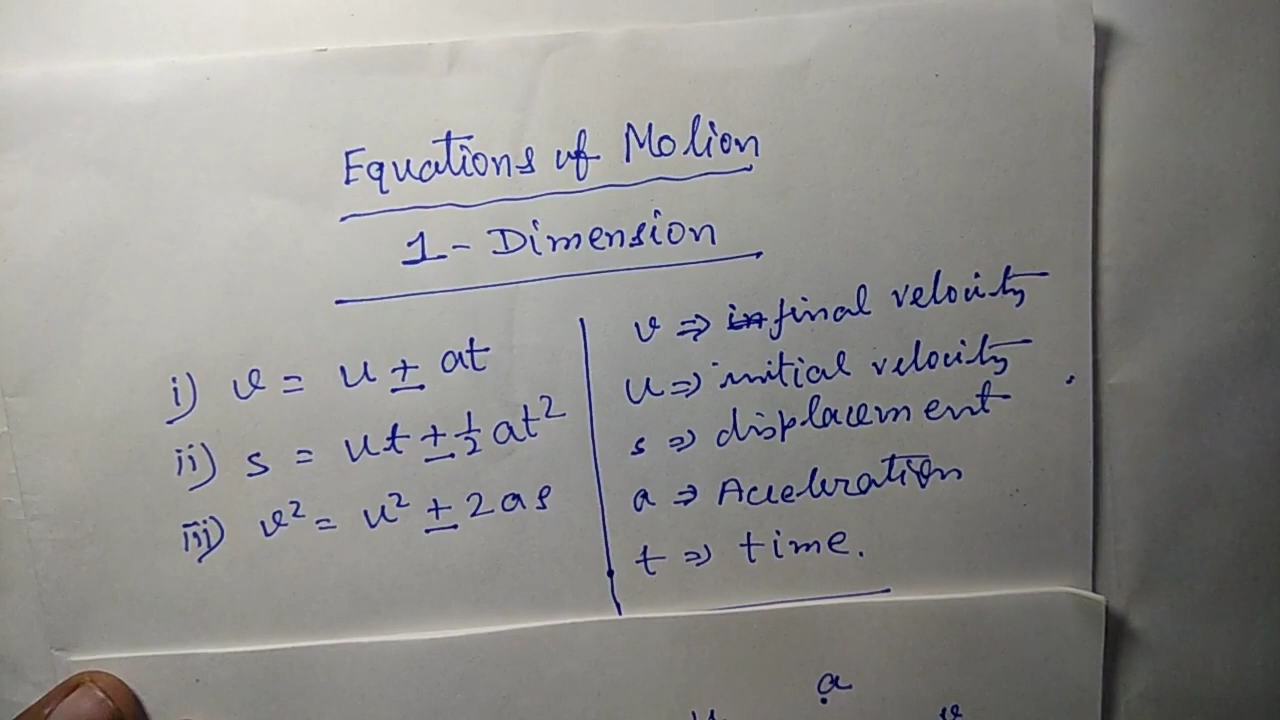 Equations of Motion
1 - Dimension
i) v = u ± at
ii) s = ut ± 1/2 at²
iii) v² = u² ± 2as
v ⇒ in final velocity
u ⇒ initial velocity
s ⇒ displacement
a ⇒ Acceleration
t ⇒ time.
a